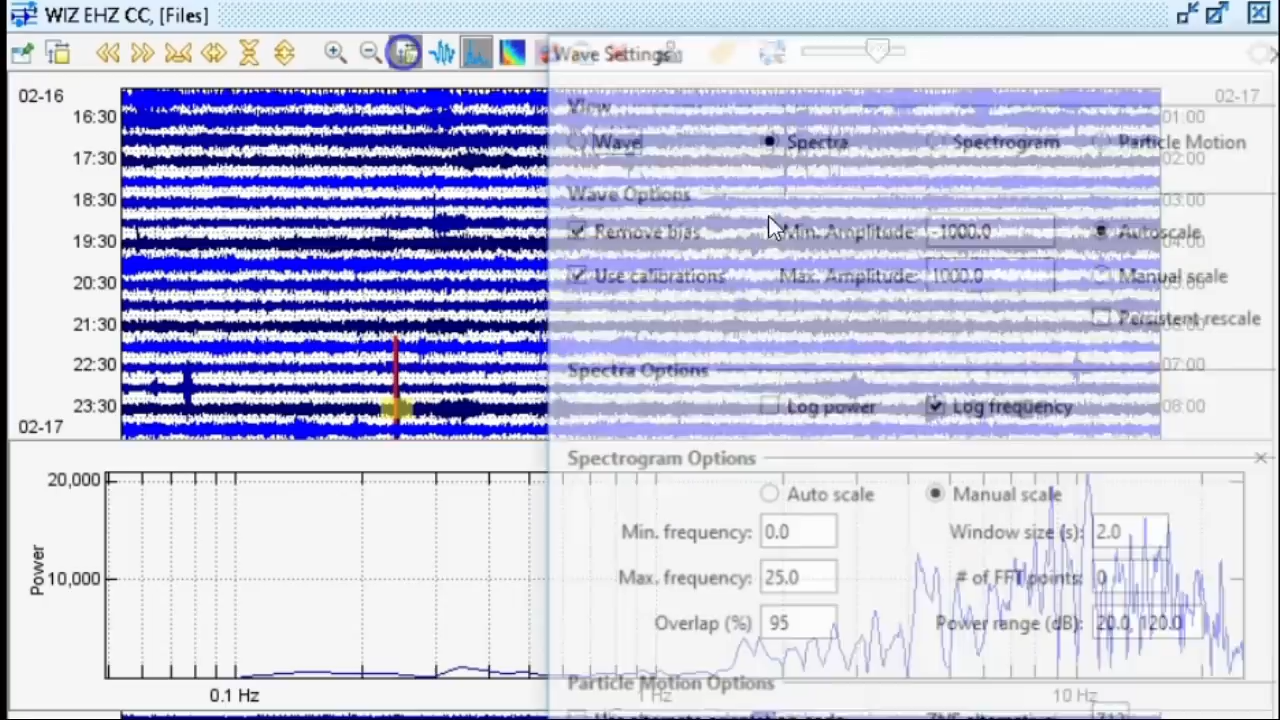 WIZ EHZ CC, [Files]
Wave Settings
02-16
02-17
16:30
01:00
View
17:30
02:00
Wave
Spectra
Spectrogram
Particle Motion
18:30
03:00
Wave Options
19:30
04:00
Remove bias
Min. Amplitude:
-1000.0
Autoscale
20:30
05:00
Use calibrations
Max. Amplitude:
1000.0
Manual scale
21:30
Persistent rescale
22:30
07:00
Spectra Options
23:30
08:00
Log power
Log frequency
02-17
Spectrogram Options
20,000
Auto scale
Manual scale
Min. frequency:
0.0
Window size (s):
2.0
Power
10,000
Max. frequency:
25.0
# of FFT points:
0
Overlap (%)
95
Power range (dB):
20.0, 120.0
Particle Motion Options
0.1 Hz
1 Hz
10 Hz